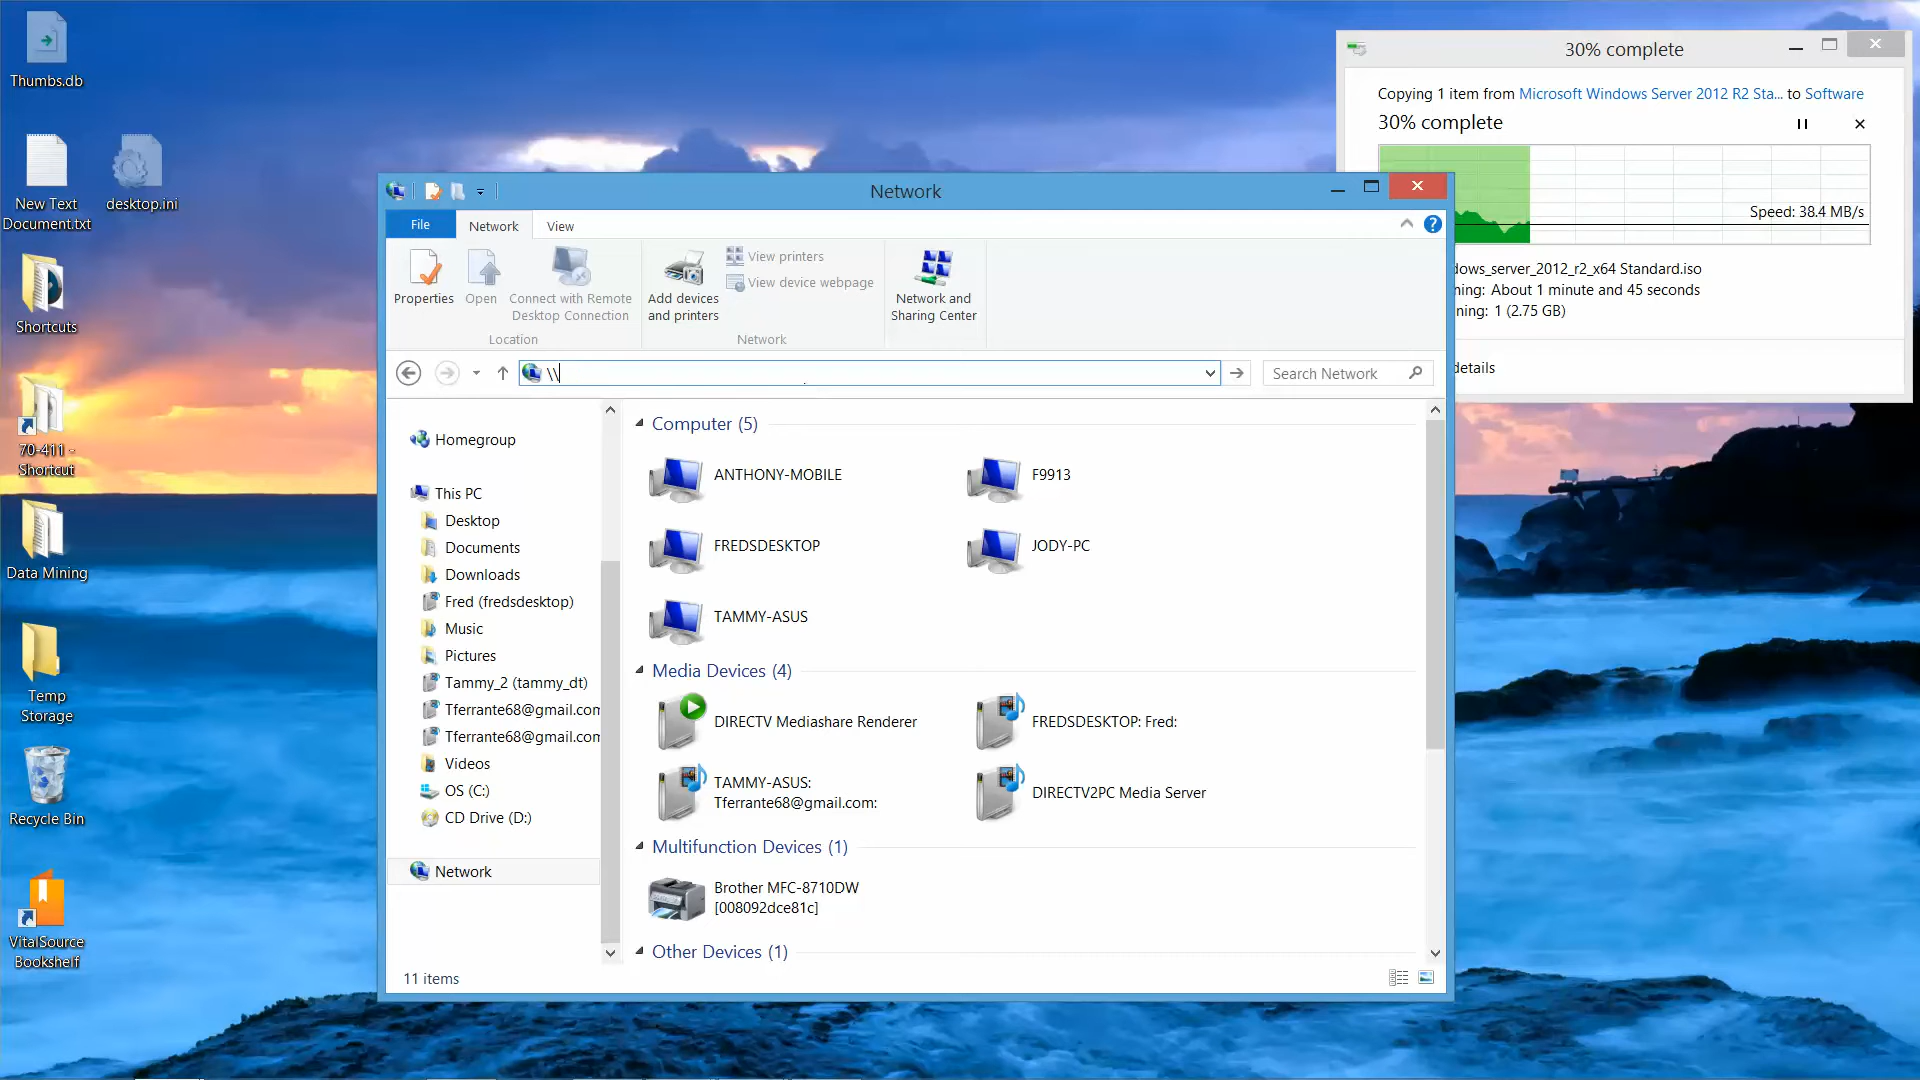 Thumbs.db
New Text
Document.txt
desktop.ini
Shortcuts
70-411 -
Shortcut
Data Mining
Temp
Storage
Recycle Bin
VitalSource
Bookshelf
30% complete
Copying 1 item from Microsoft Windows Server 2012 R2 Sta... to Software
30% complete
Speed: 38.4 MB/s
dows_server_2012_r2_x64 Standard.iso
ning: About 1 minute and 45 seconds
ning: 1 (2.75 GB)
details
Network
File
Network
View
Properties
Open
Connect with Remote
Desktop Connection
Location
Add devices
and printers
View printers
View device webpage
Network
Network and
Sharing Center
\\
Search Network
Homegroup
This PC
Desktop
Documents
Downloads
Fred (fredsdesktop)
Music
Pictures
Tammy_2 (tammy_dt)
Tferrante68@gmail.com
Tferrante68@gmail.com
Videos
OS (C:)
CD Drive (D:)
Network
Computer (5)
ANTHONY-MOBILE
F9913
FREDSDESKTOP
JODY-PC
TAMMY-ASUS
Media Devices (4)
DIRECTV Mediashare Renderer
FREDSDESKTOP: Fred:
TAMMY-ASUS:
Tferrante68@gmail.com:
DIRECTV2PC Media Server
Multifunction Devices (1)
Brother MFC-8710DW
[008092dce81c]
Other Devices (1)
11 items